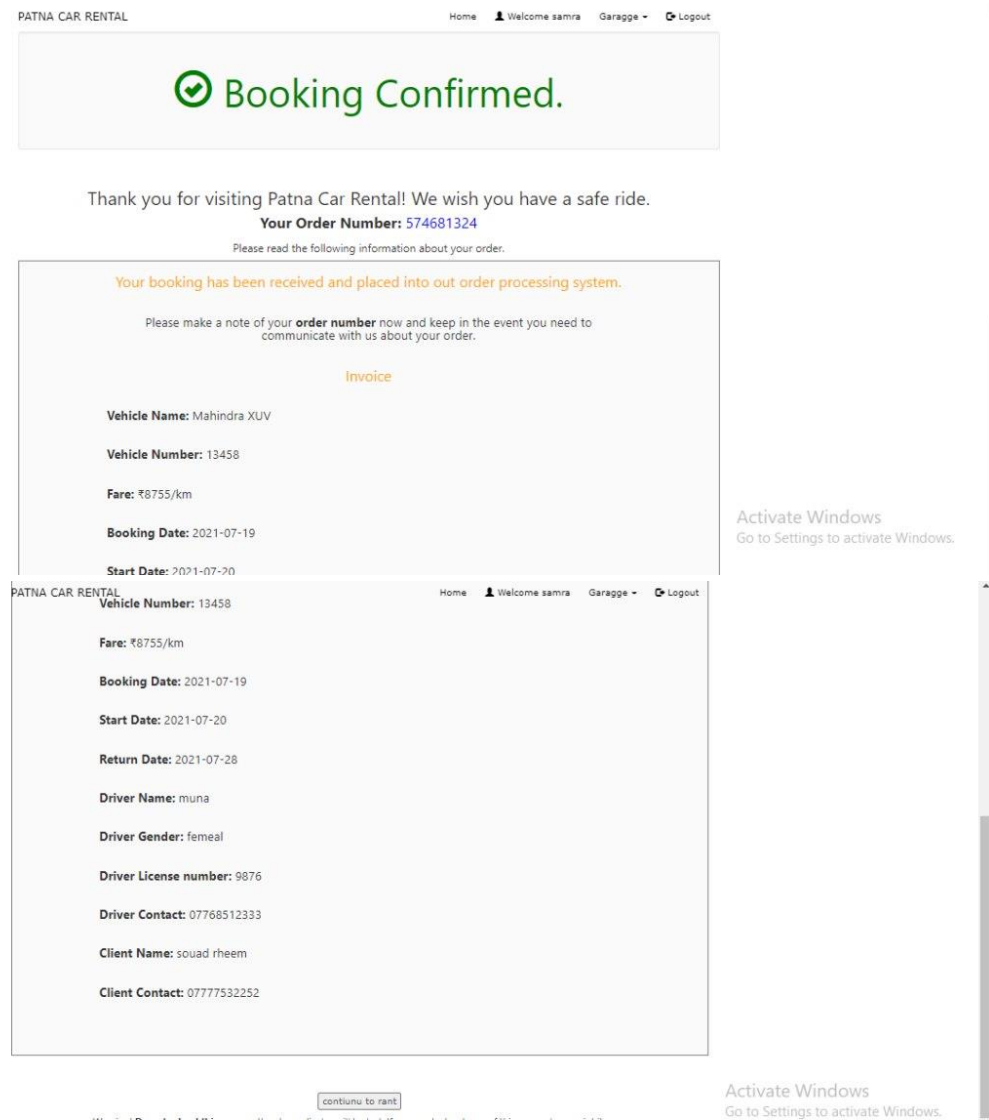 PATNA CAR RENTAL Home Welcome samra Garagge Logout
Booking Confirmed.
Thank you for visiting Patna Car Rental! We wish you have a safe ride.
Your Order Number: 574681324
Please read the following information about your order.
Your booking has been received and placed into out order processing system.
Please make a note of your order number now and keep in the event you need to
communicate with us about your order.
Invoice
Vehicle Name: Mahindra XUV
Vehicle Number: 13458
Fare: ₹8755/km
Booking Date: 2021-07-19
Start Date: 2021-07-20
Activate Windows
Go to Settings to activate Windows.
PATNA CAR RENTAL Home Welcome samra Garagge Logout
Vehicle Number: 13458
Fare: ₹8755/km
Booking Date: 2021-07-19
Start Date: 2021-07-20
Return Date: 2021-07-28
Driver Name: muna
Driver Gender: femeal
Driver License number: 9876
Driver Contact: 07768512333
Client Name: souad rheem
Client Contact: 07777532252
contiunu to rant
Activate Windows
Go to Settings to activate Windows.